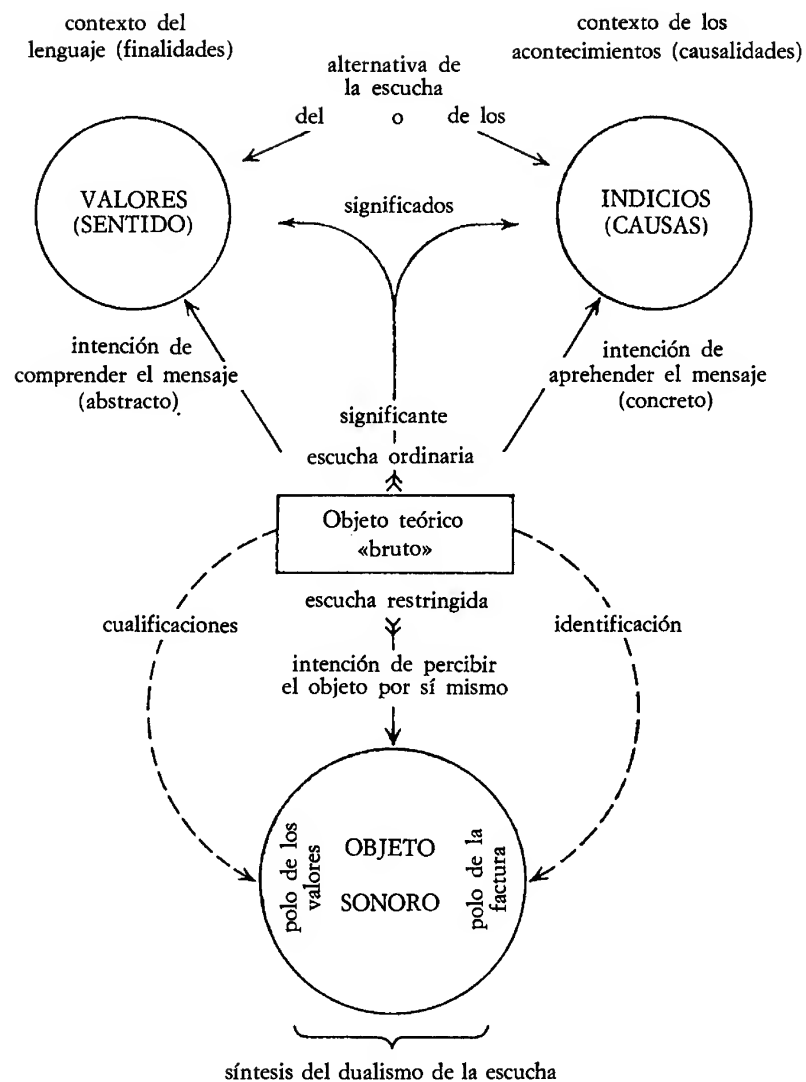 contexto del
lenguaje (finalidades)
contexto de los
acontecimientos (causalidades)
alternativa de
la escucha
del o de los
VALORES
(SENTIDO)
significados
INDICIOS
(CAUSAS)
intención de
comprender el mensaje
(abstracto)
intención de
aprehender el mensaje
(concreto)
significante
escucha ordinaria
Objeto teórico
«bruto»
escucha restringida
cualificaciones
identificación
intención de percibir
el objeto por sí mismo
polo de los
valores
OBJETO
SONORO
polo de la
factura
síntesis del dualismo de la escucha